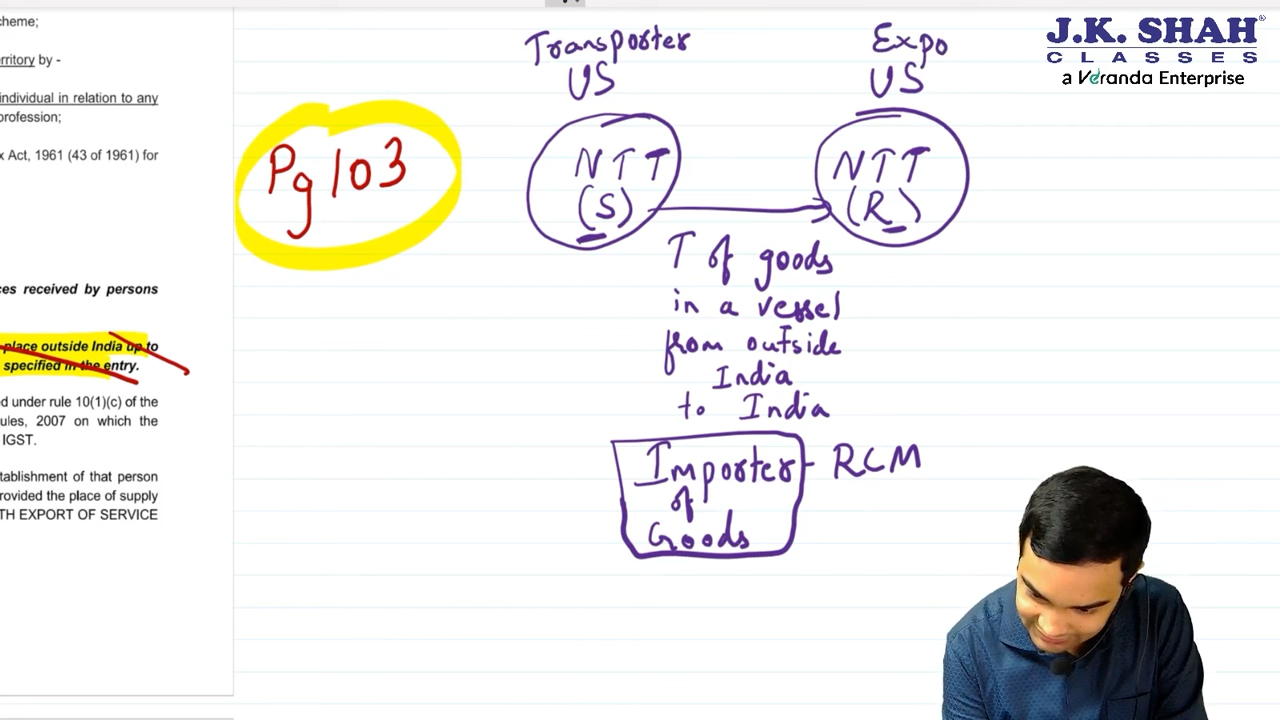 cheme;
erritory by -
individual in relation to any
profession;
x Act, 1961 (43 of 1961) for
ces received by persons
place outside India up to
specified in the entry.
ed under rule 10(1)(c) of the
ules, 2007 on which the
IGST.
tablishment of that person
rovided the place of supply
TH EXPORT OF SERVICE
Pg 103
Transporter
US
NTT
(S)
Expo
US
NTT
(R)
T of goods
in a vessel
from outside
India
to India
Importer - RCM
of
Goods
J.K. SHAH®
CLASSES
a Veranda Enterprise